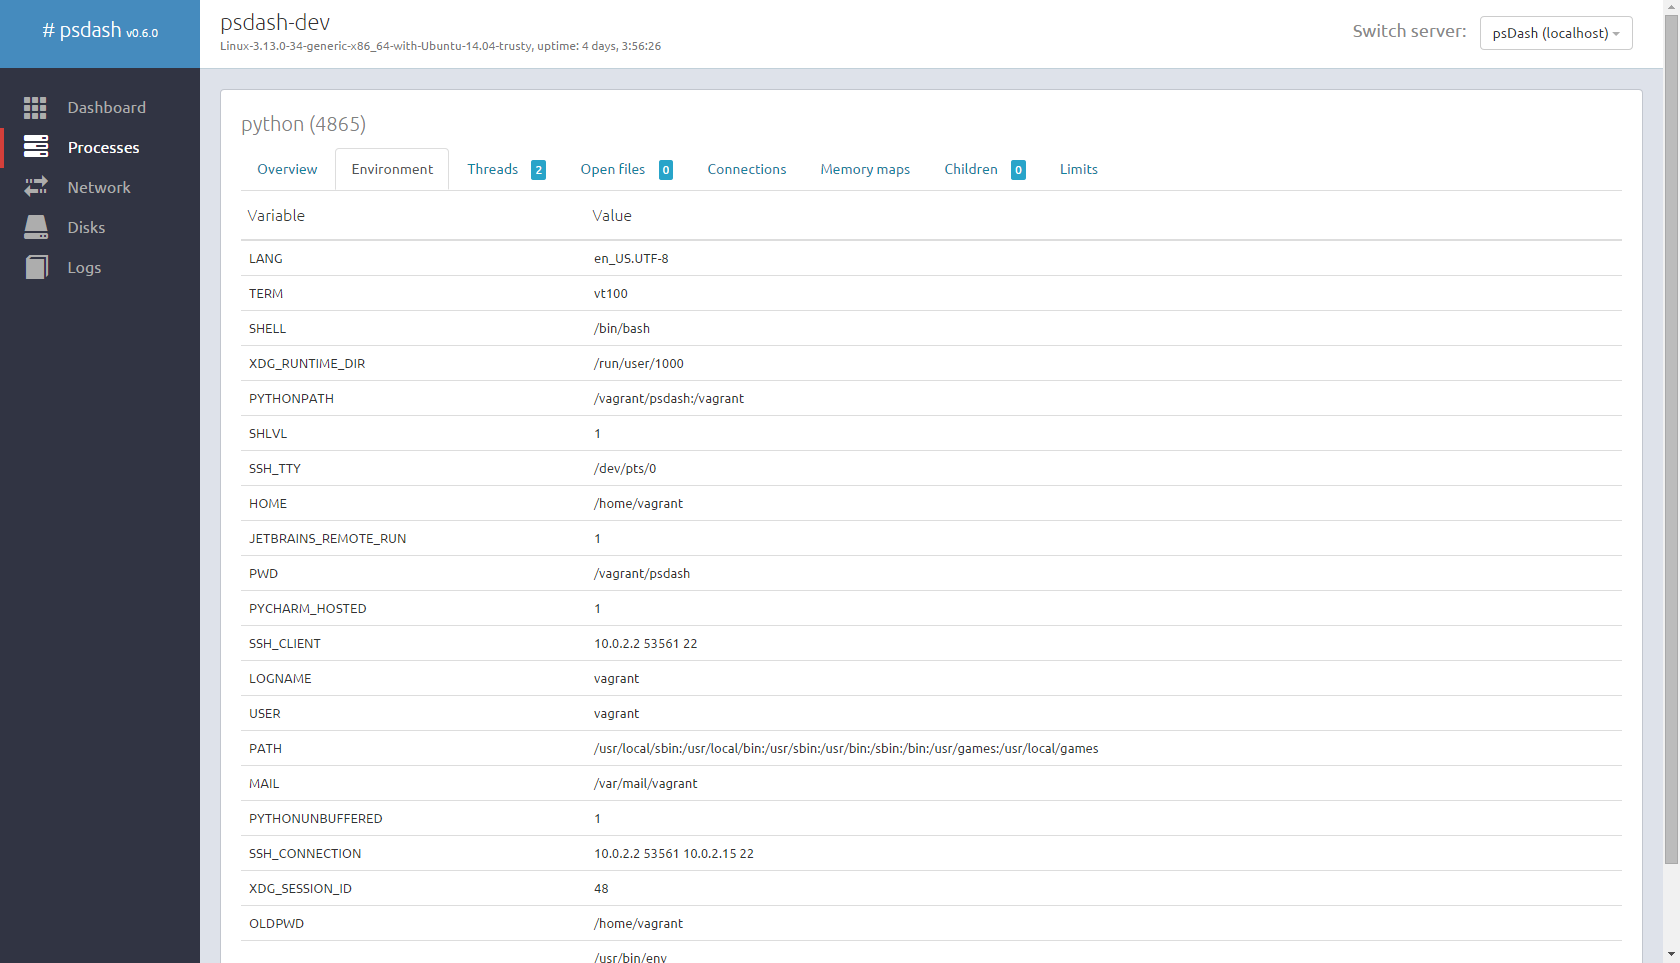 # psdash v0.6.0
psdash-dev
Linux-3.13.0-34-generic-x86_64-with-Ubuntu-14.04-trusty, uptime: 4 days, 3:56:26
Switch server: psDash (localhost)
Dashboard
Processes
Network
Disks
Logs
python (4865)
Overview Environment Threads 2 Open files 0 Connections Memory maps Children 0 Limits
Variable Value
LANG en_US.UTF-8
TERM vt100
SHELL /bin/bash
XDG_RUNTIME_DIR /run/user/1000
PYTHONPATH /vagrant/psdash:/vagrant
SHLVL 1
SSH_TTY /dev/pts/0
HOME /home/vagrant
JETBRAINS_REMOTE_RUN 1
PWD /vagrant/psdash
PYCHARM_HOSTED 1
SSH_CLIENT 10.0.2.2 53561 22
LOGNAME vagrant
USER vagrant
PATH /usr/local/sbin:/usr/local/bin:/usr/sbin:/usr/bin:/sbin:/bin:/usr/games:/usr/local/games
MAIL /var/mail/vagrant
PYTHONUNBUFFERED 1
SSH_CONNECTION 10.0.2.2 53561 10.0.2.15 22
XDG_SESSION_ID 48
OLDPWD /home/vagrant
/usr/bin/env